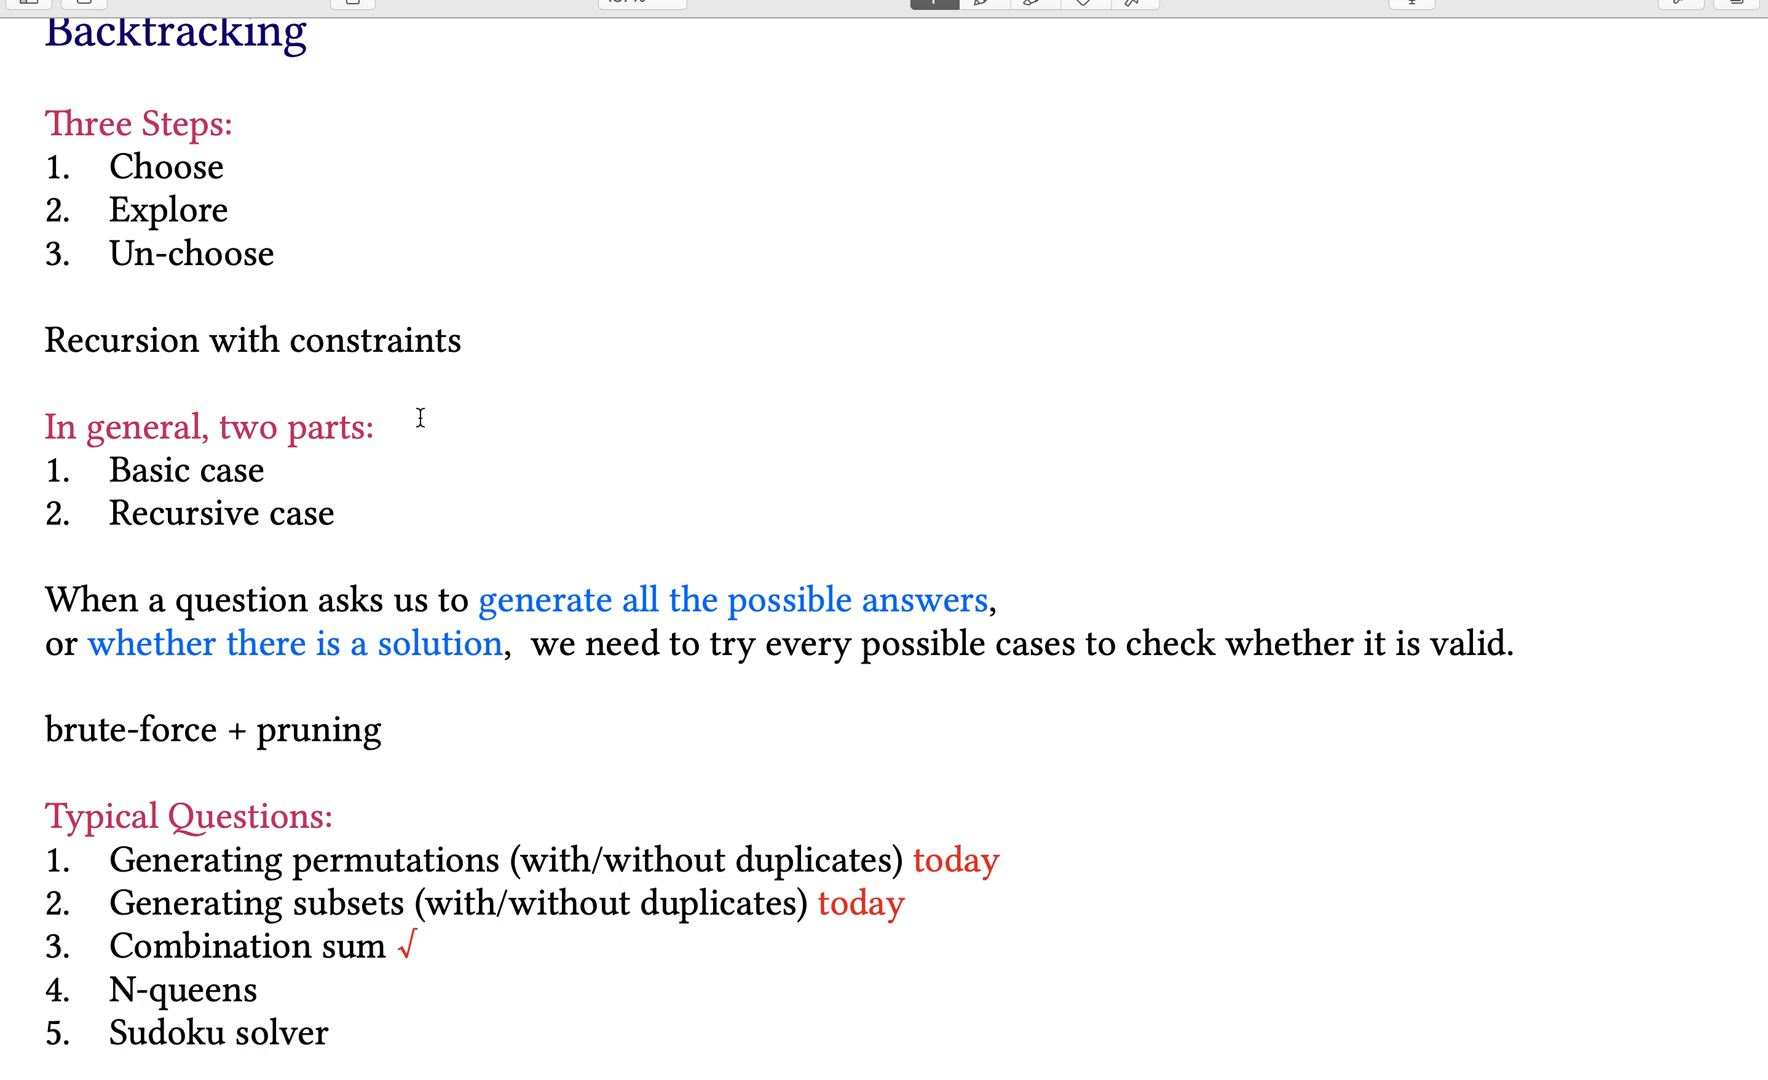 Backtracking
Three Steps:
1. Choose
2. Explore
3. Un-choose
Recursion with constraints
In general, two parts:
1. Basic case
2. Recursive case
When a question asks us to generate all the possible answers,
or whether there is a solution, we need to try every possible cases to check whether it is valid.
brute-force + pruning
Typical Questions:
1. Generating permutations (with/without duplicates) today
2. Generating subsets (with/without duplicates) today
3. Combination sum √
4. N-queens
5. Sudoku solver